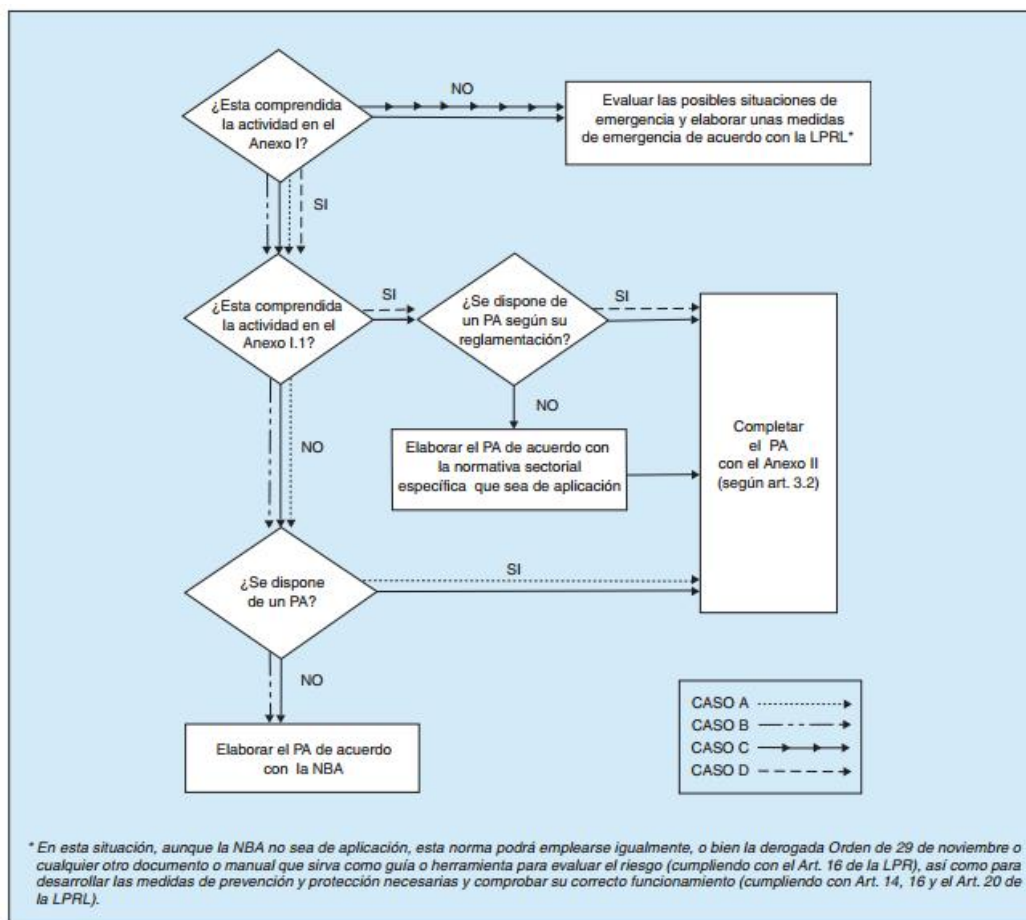 ¿Esta comprendida
la actividad en el
Anexo I?
NO
Evaluar las posibles situaciones de
emergencia y elaborar unas medidas
de emergencia de acuerdo con la LPRL*
SI
¿Esta comprendida
la actividad en el
Anexo I.1?
SI
¿Se dispone de
un PA según su
reglamentación?
SI
NO
NO
Elaborar el PA de acuerdo con
la normativa sectorial
específica que sea de aplicación
Completar
el PA
con el Anexo II
(según art. 3.2)
¿Se dispone
de un PA?
SI
NO
Elaborar el PA de acuerdo
con la NBA
CASO A
CASO B
CASO C
CASO D
* En esta situación, aunque la NBA no sea de aplicación, esta norma podrá emplearse igualmente, o bien la derogada Orden de 29 de noviembre o
cualquier otro documento o manual que sirva como guía o herramienta para evaluar el riesgo (cumpliendo con el Art. 16 de la LPR), así como para
desarrollar las medidas de prevención y protección necesarias y comprobar su correcto funcionamiento (cumpliendo con Art. 14, 16 y el Art. 20 de
la LPRL).